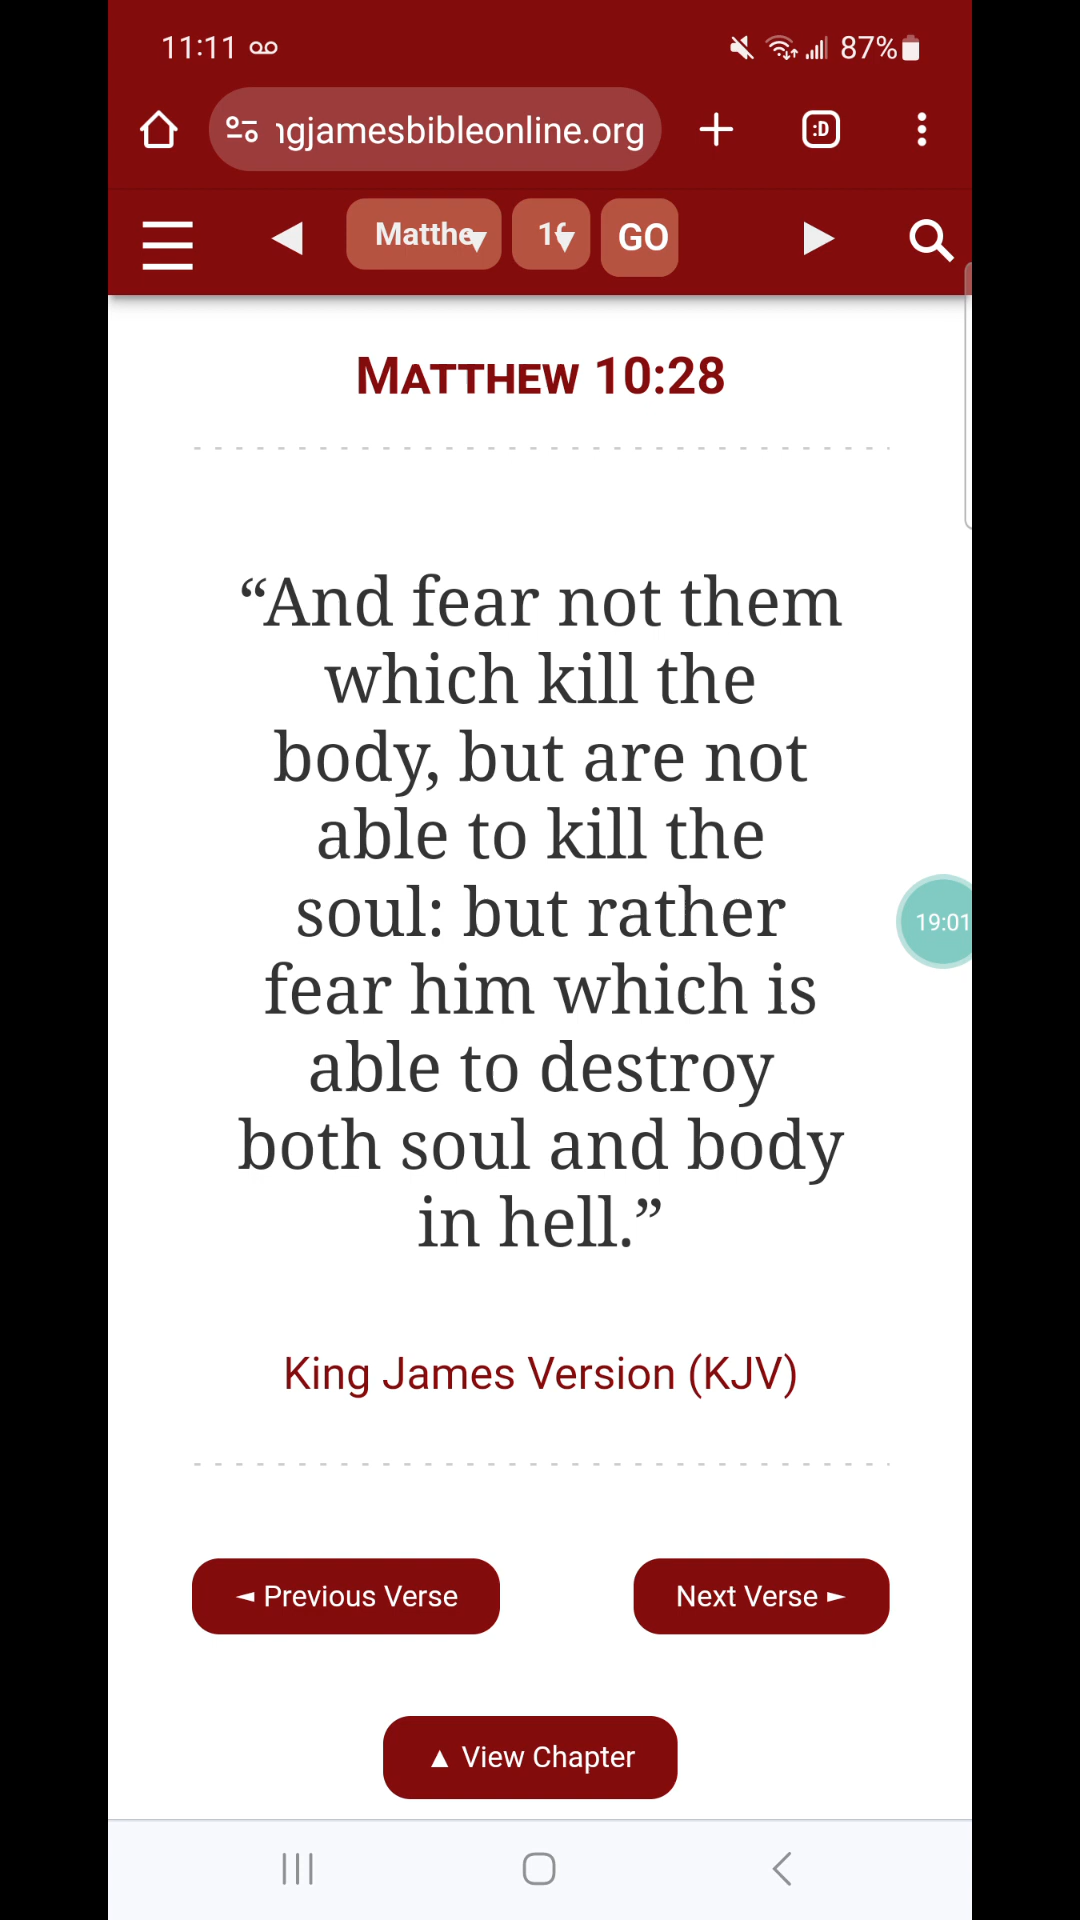 11:11 87%
ngjamesbibleonline.org :D
Matthe GO
MATTHEW 10:28
“And fear not them
which kill the
body, but are not
able to kill the
soul: but rather
fear him which is
able to destroy
both soul and body
in hell.”
19:01
King James Version (KJV)
◄ Previous Verse Next Verse ►
▲ View Chapter